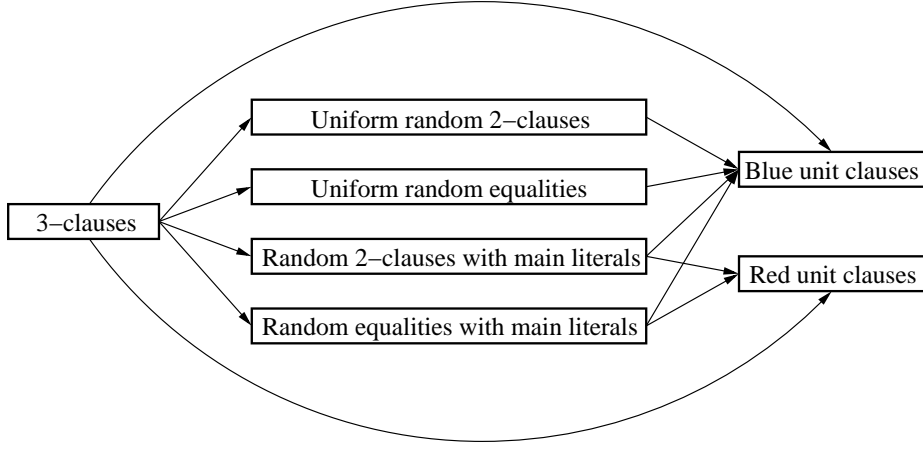 Uniform random 2−clauses
Blue unit clauses
Uniform random equalities
3−clauses
Random 2−clauses with main literals
Red unit clauses
Random equalities with main literals